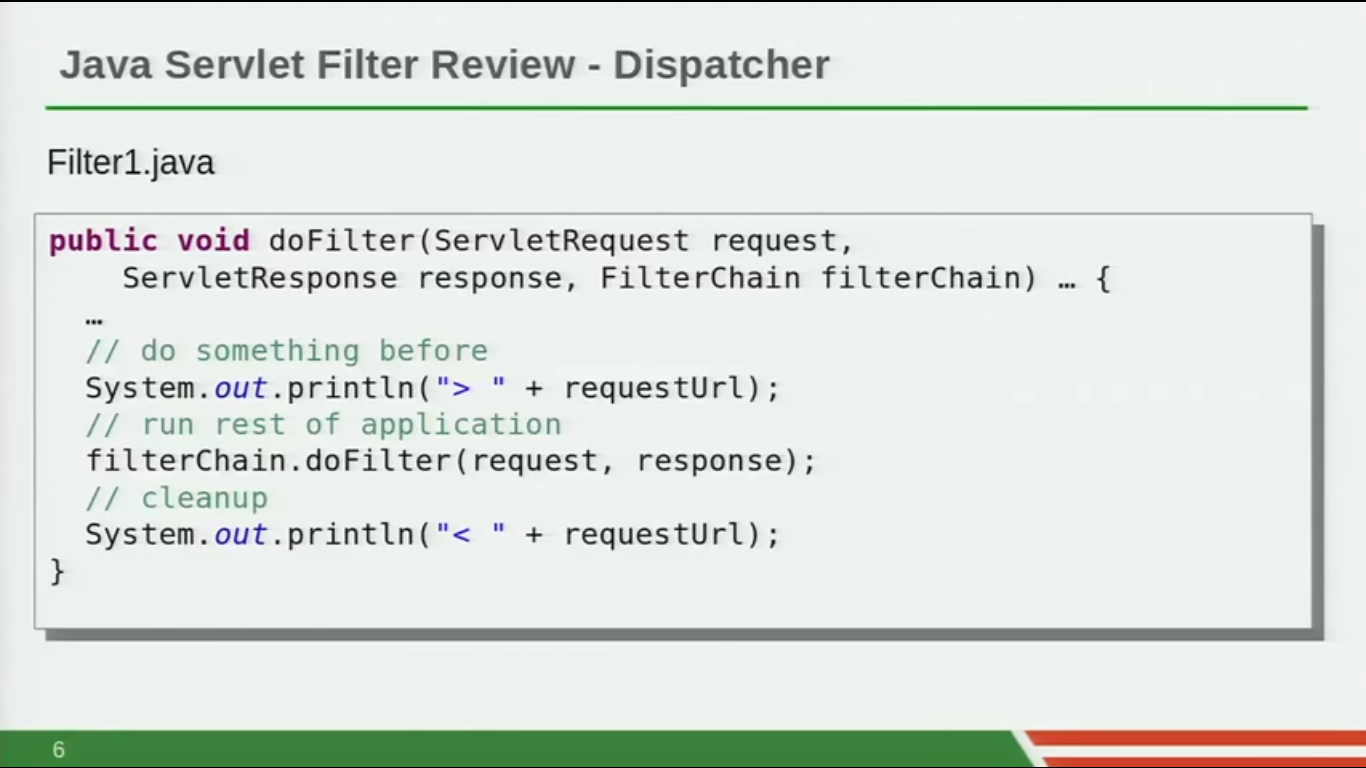 Java Servlet Filter Review - Dispatcher
Filter1.java
public void doFilter(ServletRequest request,
    ServletResponse response, FilterChain filterChain) … {
  …
  // do something before
  System.out.println("> " + requestUrl);
  // run rest of application
  filterChain.doFilter(request, response);
  // cleanup
  System.out.println("< " + requestUrl);
}
6